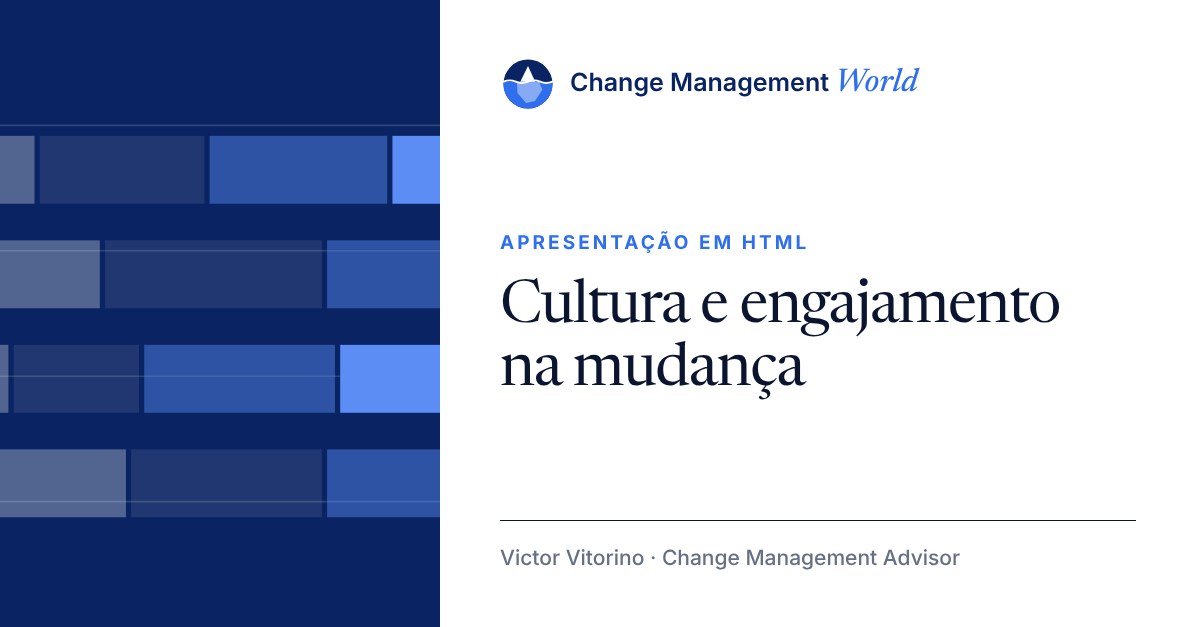 Change Management World
APRESENTAÇÃO EM HTML
Cultura e engajamento
na mudança
Victor Vitorino · Change Management Advisor